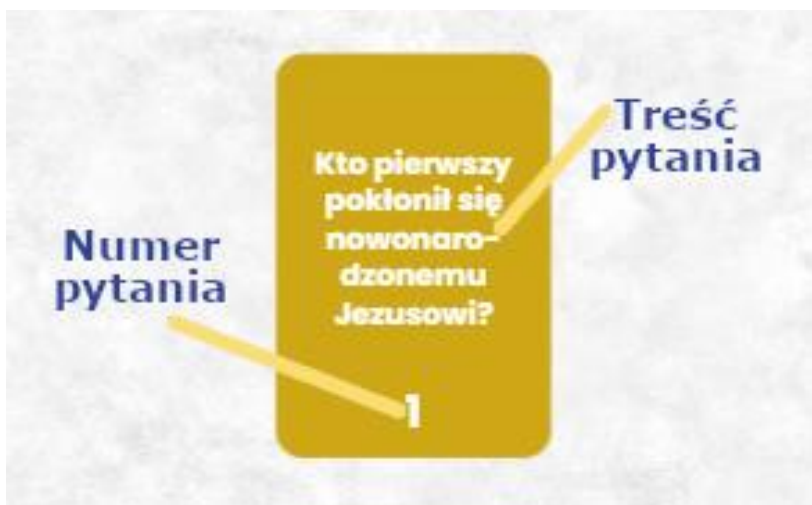 Treść
pytania
Kto pierwszy
pokłonił się
nowonaro-
dzonemu
Jezusowi?
Numer
pytania
1